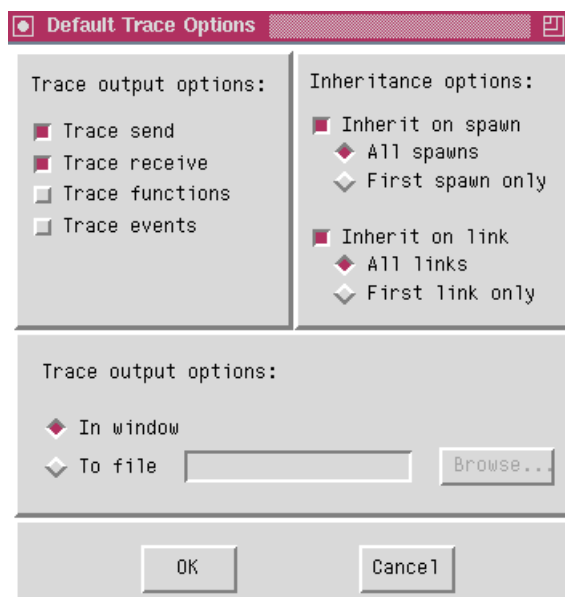 Default Trace Options
Trace output options:
Trace send
Trace receive
Trace functions
Trace events
Inheritance options:
Inherit on spawn
All spawns
First spawn only
Inherit on link
All links
First link only
Trace output options:
In window
To file
Browse...
OK
Cancel